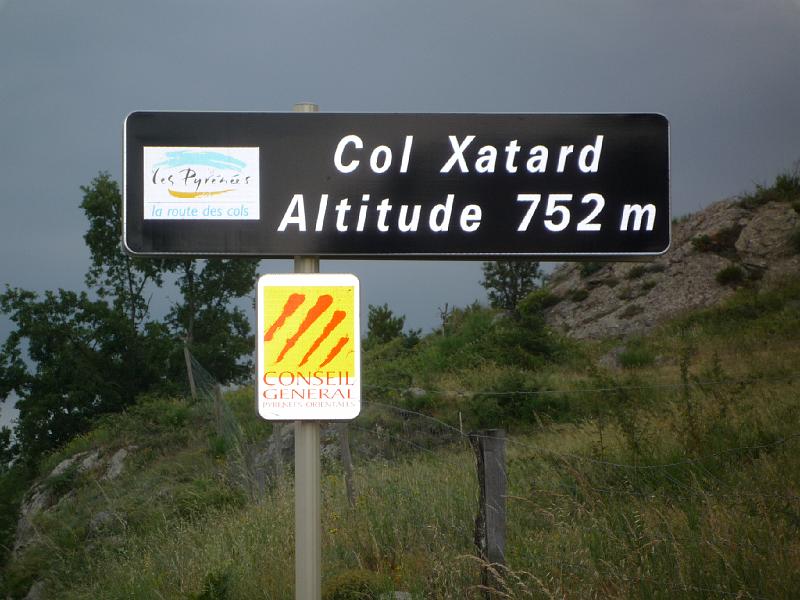 Col Xatard
Altitude 752 m
Les Pyrénées
la route des cols
CONSEIL
GENERAL
PYRENEES ORIENTALES